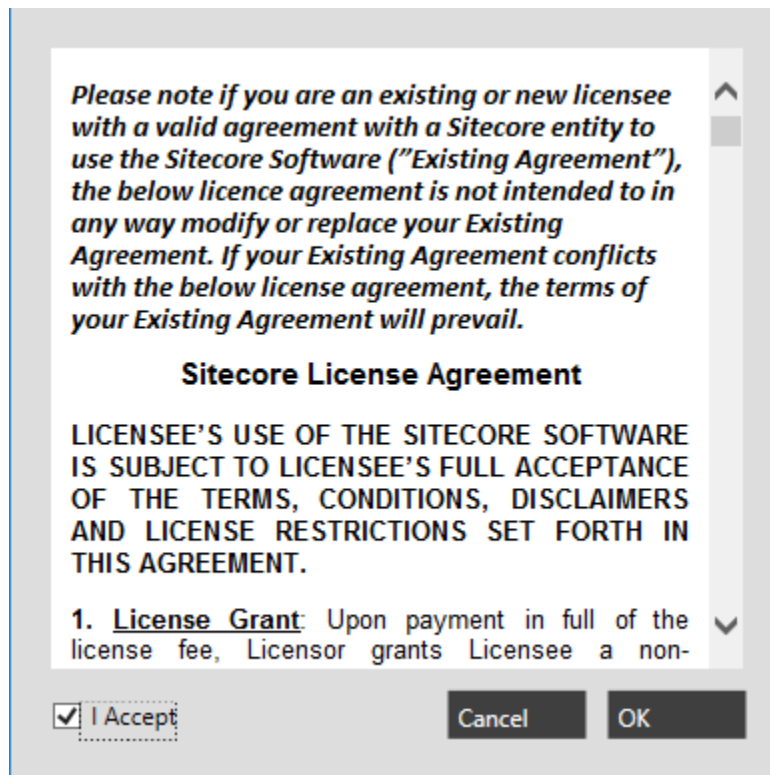 Please note if you are an existing or new licensee
with a valid agreement with a Sitecore entity to
use the Sitecore Software (”Existing Agreement”),
the below licence agreement is not intended to in
any way modify or replace your Existing
Agreement. If your Existing Agreement conflicts
with the below license agreement, the terms of
your Existing Agreement will prevail.
Sitecore License Agreement
LICENSEE’S USE OF THE SITECORE SOFTWARE
IS SUBJECT TO LICENSEE’S FULL ACCEPTANCE
OF THE TERMS, CONDITIONS, DISCLAIMERS
AND LICENSE RESTRICTIONS SET FORTH IN
THIS AGREEMENT.
1. License Grant: Upon payment in full of the
license fee, Licensor grants Licensee a non-
I Accept
Cancel
OK